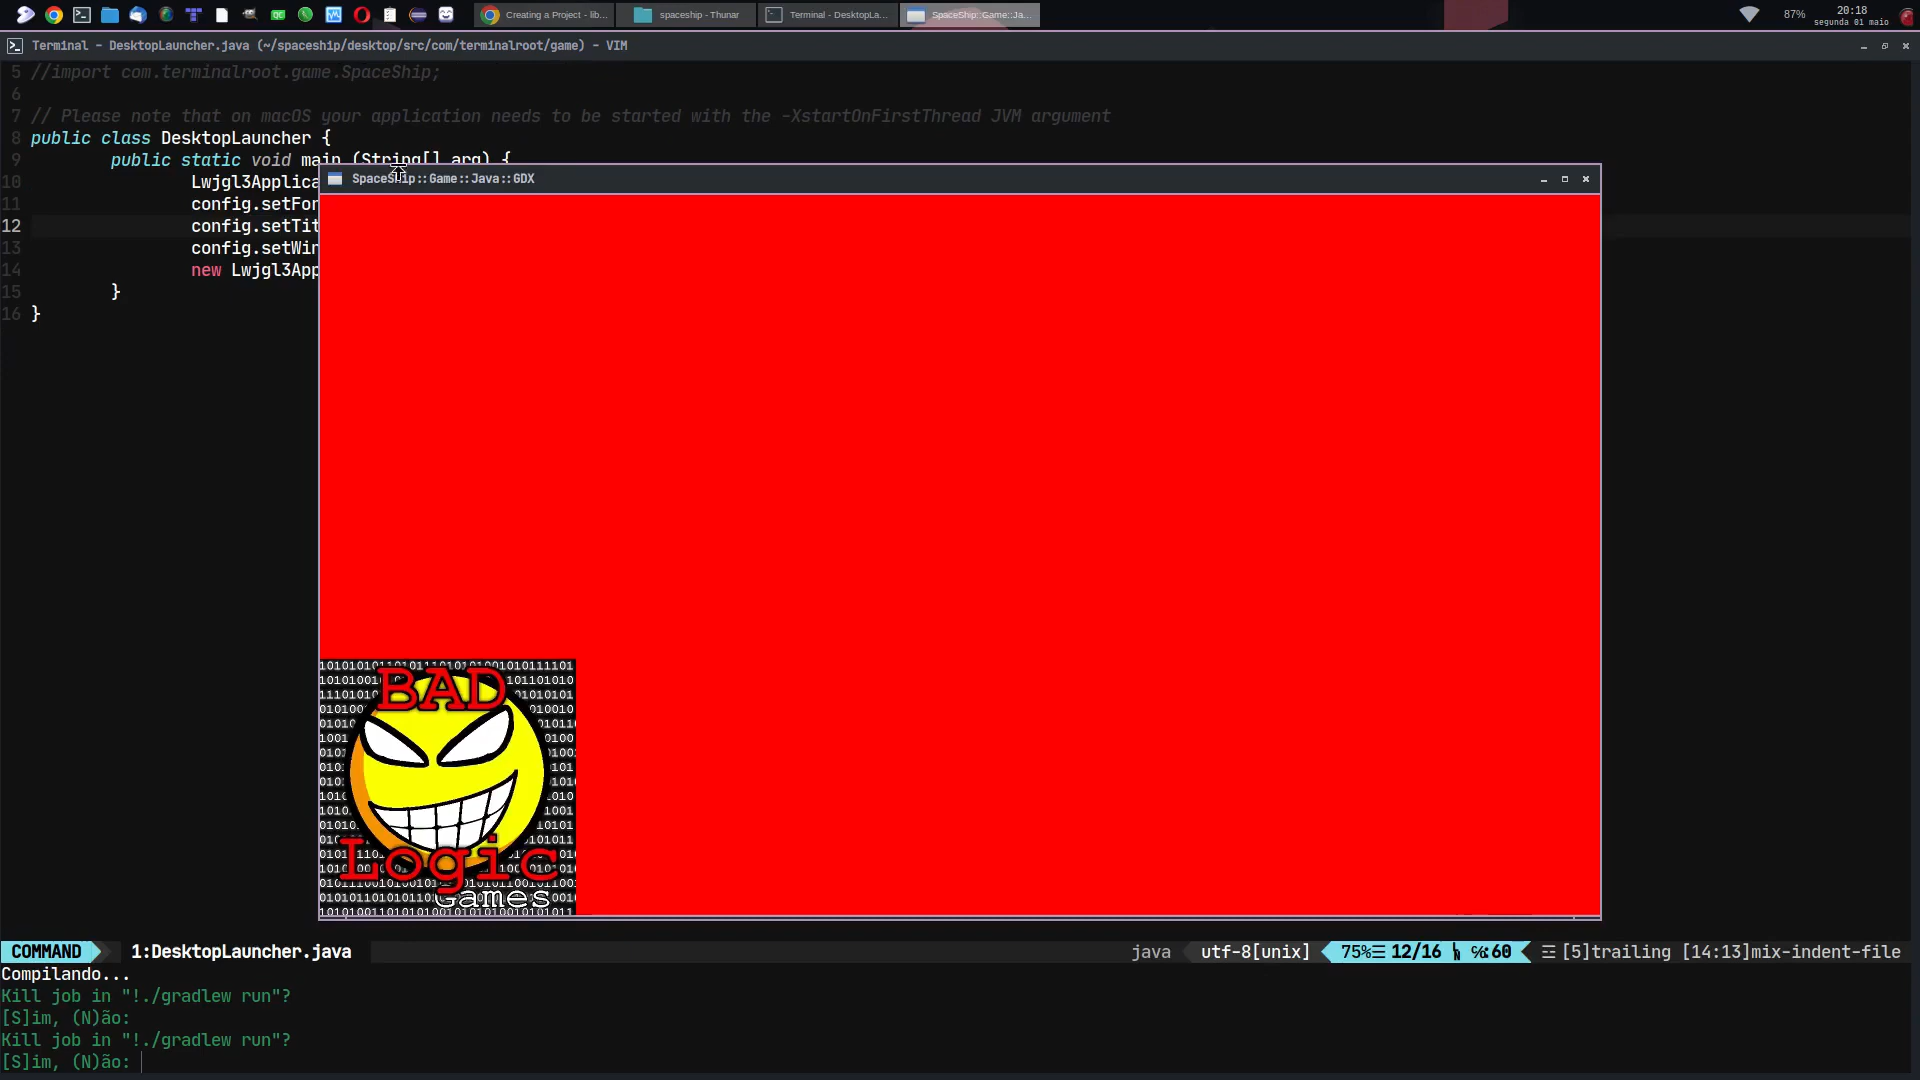 Creating a Project - lib...
spaceship - Thunar
Terminal - DesktopLa...
SpaceShip::Game::Ja...
87%
20:18
segunda 01 maio
Term1nal - DesktopLauncher.java (~/spacesh1p/desktop/src/com/term1nalroot/game) - VIM
5 //import com.terminalroot.game.SpaceShip;
6
7 // Please note that on macOS your application needs to be started with the -XstartOnFirstThread JVM argument
8 public class DesktopLauncher {
9 public static void main (String[] arg) {
10 Lwjgl3Applica
11 config.setFor
12 config.setTit
13 config.setWin
14 new Lwjgl3App
15 }
16 }
SpaceShip::Game::Java::GDX
BAD
Logic
Games
COMMAND 1:DesktopLauncher.java java utf-8[unix] 75% 12/16 60 [5]trailing [14:13]mix-indent-file
Compilando...
Kill job in "!./gradlew run"?
[S]im, (N)ão:
Kill job in "!./gradlew run"?
[S]im, (N)ão: